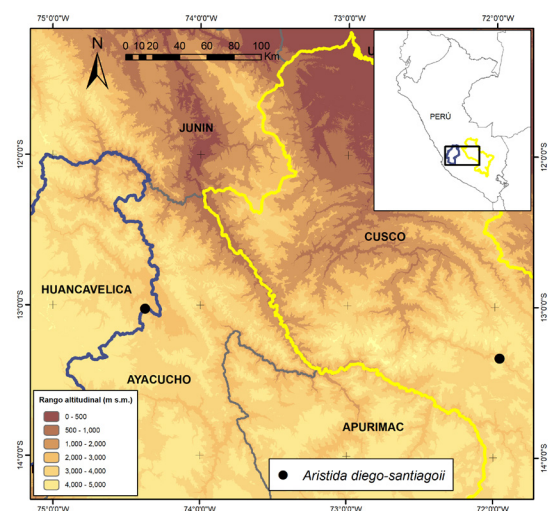 75°0'0"O 74°0'0"O 73°0'0"O 72°0'0"O
N
0 10 20 40 60 80 100
Km
U
JUNIN
PERÚ
12°0'0"S 12°0'0"S
CUSCO
HUANCAVELICA
13°0'0"S 13°0'0"S
AYACUCHO
Rango altitudinal (m s.m.)
0 - 500
500 - 1,000
1,000 - 2,000
2,000 - 3,000
3,000 - 4,000
4,000 - 5,000
APURIMAC
14°0'0"S 14°0'0"S
Aristida diego-santiagoii
75°0'0"O 74°0'0"O 73°0'0"O 72°0'0"O